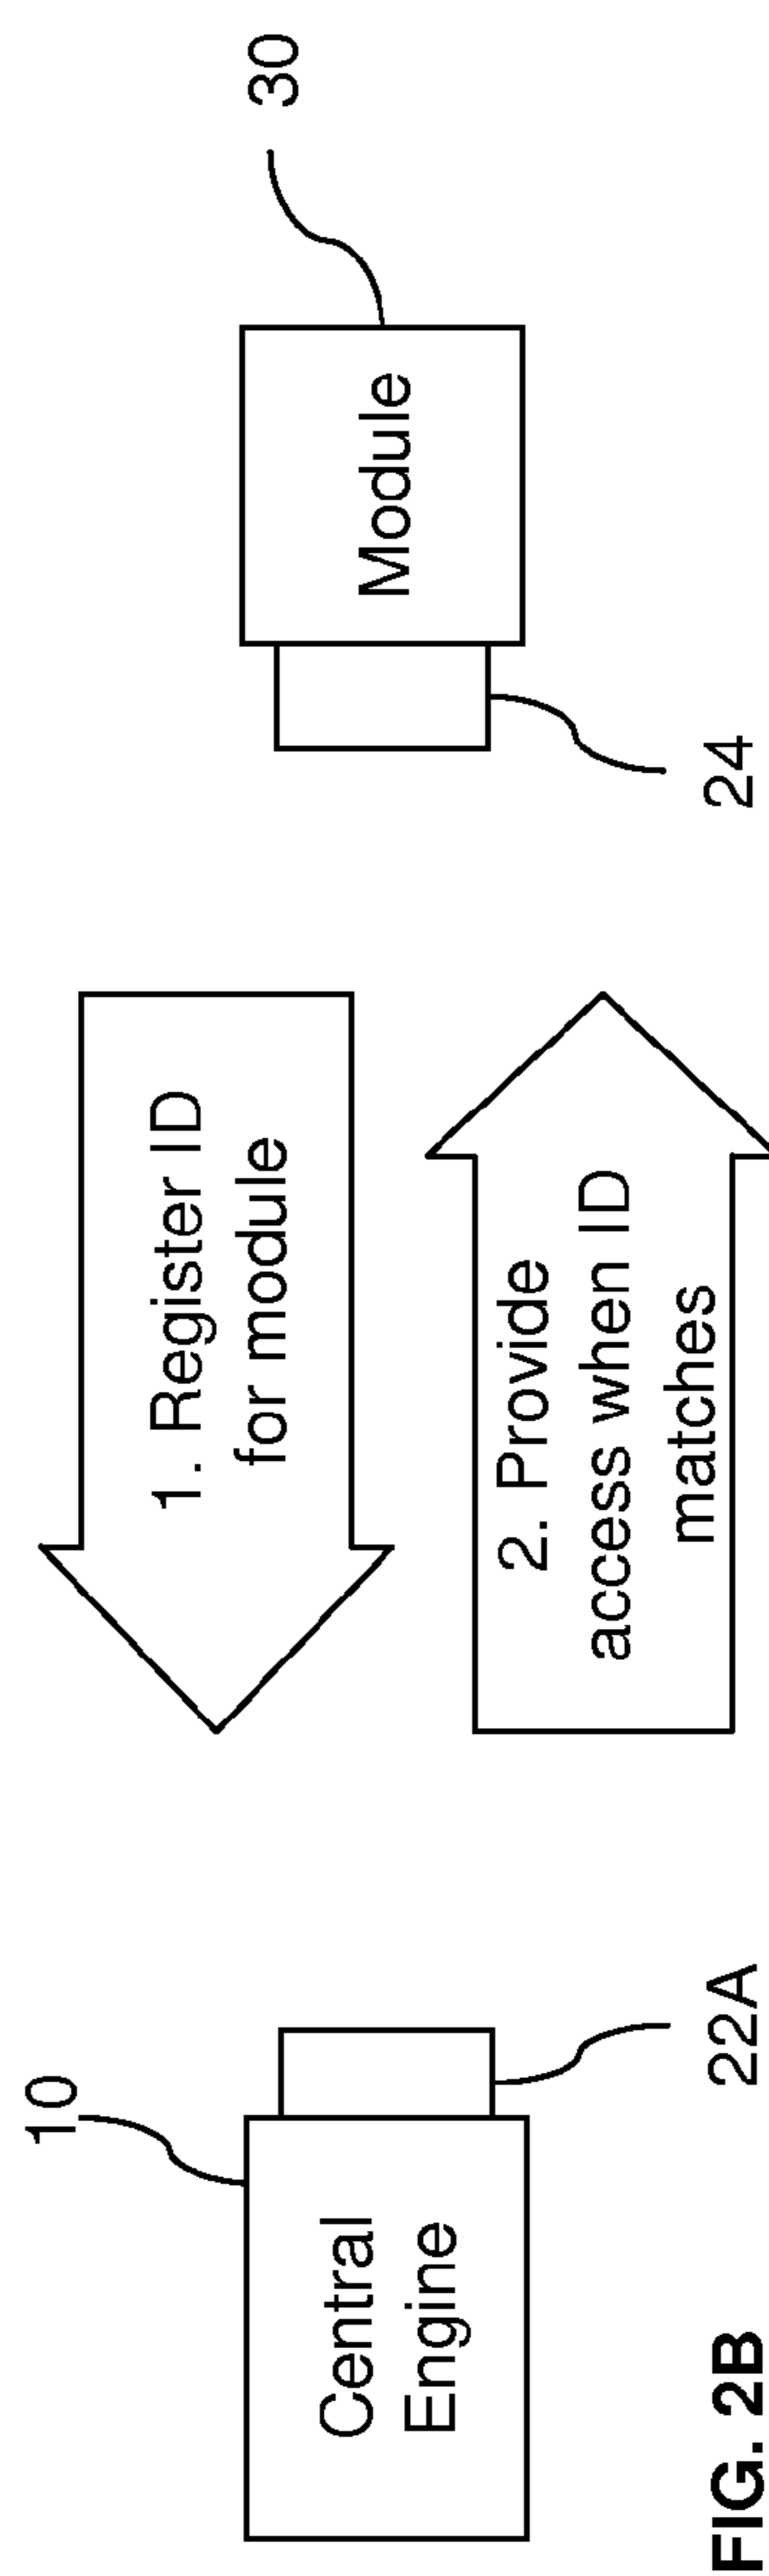 10
Central
Engine
22A
1. Register ID
for module
2. Provide
access when ID
matches
30
Module
24
FIG. 2B